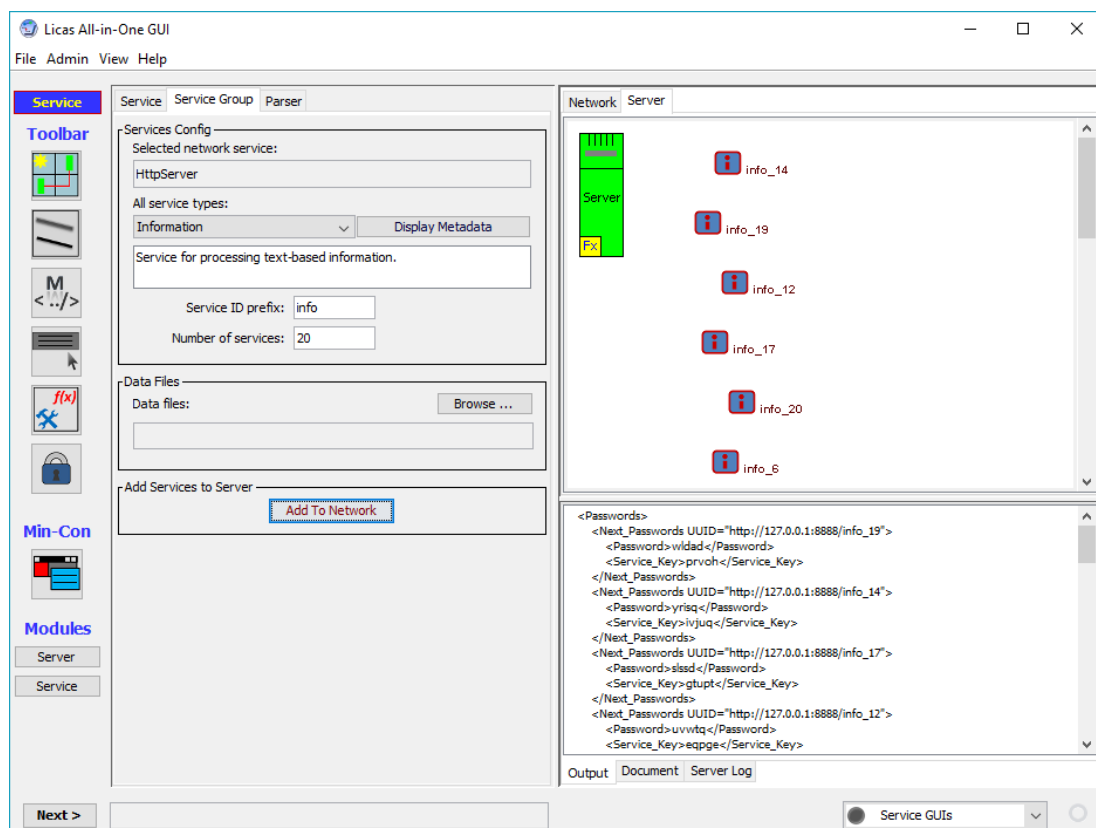 Licas All-in-One GUI
File Admin View Help
Service
Toolbar
M
< ../>
f(x)
Min-Con
Modules
Server
Service
Next >
Service Service Group Parser
Services Config
Selected network service:
HttpServer
All service types:
Information Display Metadata
Service for processing text-based information.
Service ID prefix: info
Number of services: 20
Data Files
Data files: Browse ...
Add Services to Server
Add To Network
Network Server
Server
Fx
info_14
info_19
info_12
info_17
info_20
info_6
<Passwords>
<Next_Passwords UUID="http://127.0.0.1:8888/info_19">
<Password>wldad</Password>
<Service_Key>prvoh</Service_Key>
</Next_Passwords>
<Next_Passwords UUID="http://127.0.0.1:8888/info_14">
<Password>yrisq</Password>
<Service_Key>ivjuq</Service_Key>
</Next_Passwords>
<Next_Passwords UUID="http://127.0.0.1:8888/info_17">
<Password>slssd</Password>
<Service_Key>gtupt</Service_Key>
</Next_Passwords>
<Next_Passwords UUID="http://127.0.0.1:8888/info_12">
<Password>uvwtq</Password>
<Service_Key>eqpge</Service_Key>
Output Document Server Log
Service GUIs